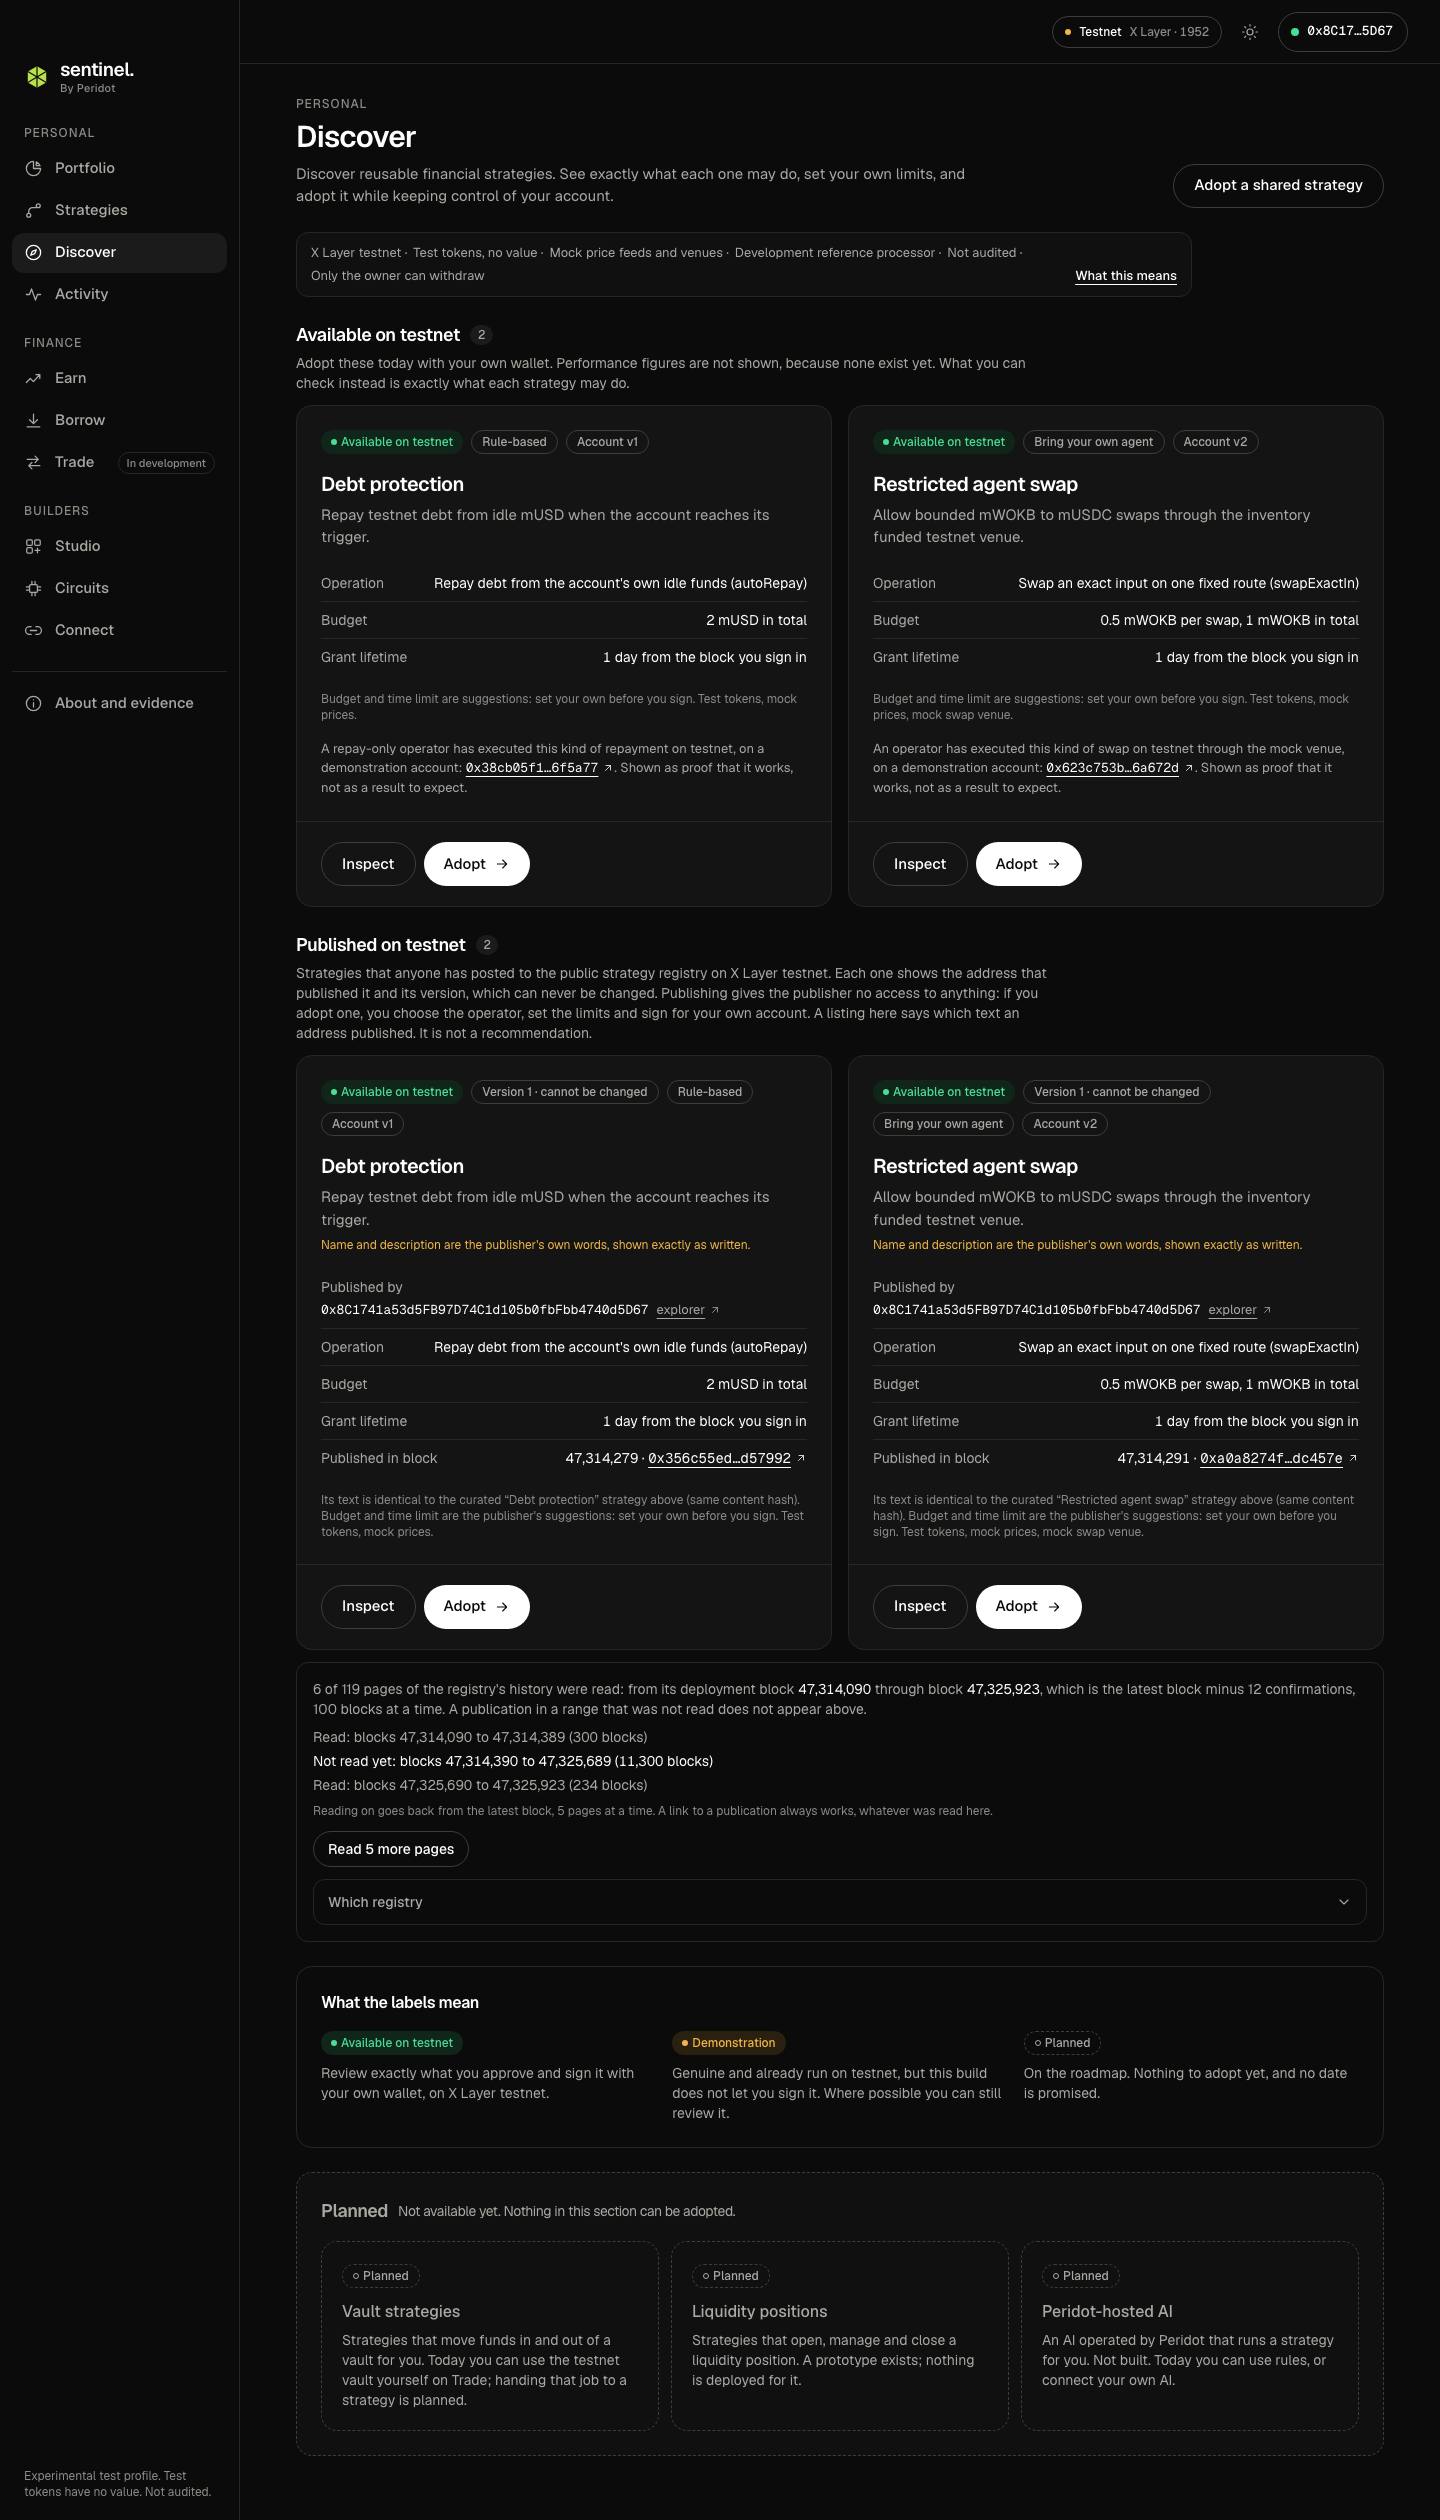 Testnet X Layer · 1952
0x8C17…5D67
sentinel.
By Peridot
PERSONAL
Portfolio
Strategies
Discover
Activity
FINANCE
Earn
Borrow
Trade In development
BUILDERS
Studio
Circuits
Connect
About and evidence
Experimental test profile. Test
tokens have no value. Not audited.
PERSONAL
Discover
Discover reusable financial strategies. See exactly what each one may do, set your own limits, and
adopt it while keeping control of your account.
Adopt a shared strategy
X Layer testnet · Test tokens, no value · Mock price feeds and venues · Development reference processor · Not audited ·
Only the owner can withdraw
What this means
Available on testnet 2
Adopt these today with your own wallet. Performance figures are not shown, because none exist yet. What you can
check instead is exactly what each strategy may do.
Available on testnet Rule-based Account v1
Debt protection
Repay testnet debt from idle mUSD when the account reaches its
trigger.
Operation Repay debt from the account's own idle funds (autoRepay)
Budget 2 mUSD in total
Grant lifetime 1 day from the block you sign in
Budget and time limit are suggestions: set your own before you sign. Test tokens, mock
prices.
A repay-only operator has executed this kind of repayment on testnet, on a
demonstration account: 0x38cb05f1…6f5a77 ↗. Shown as proof that it works,
not as a result to expect.
Inspect Adopt →
Available on testnet Bring your own agent Account v2
Restricted agent swap
Allow bounded mWOKB to mUSDC swaps through the inventory
funded testnet venue.
Operation Swap an exact input on one fixed route (swapExactIn)
Budget 0.5 mWOKB per swap, 1 mWOKB in total
Grant lifetime 1 day from the block you sign in
Budget and time limit are suggestions: set your own before you sign. Test tokens, mock
prices, mock swap venue.
An operator has executed this kind of swap on testnet through the mock venue,
on a demonstration account: 0x623c753b…6a672d ↗. Shown as proof that it
works, not as a result to expect.
Inspect Adopt →
Published on testnet 2
Strategies that anyone has posted to the public strategy registry on X Layer testnet. Each one shows the address that
published it and its version, which can never be changed. Publishing gives the publisher no access to anything: if you
adopt one, you choose the operator, set the limits and sign for your own account. A listing here says which text an
address published. It is not a recommendation.
Available on testnet Version 1 · cannot be changed Rule-based
Account v1
Debt protection
Repay testnet debt from idle mUSD when the account reaches its
trigger.
Name and description are the publisher's own words, shown exactly as written.
Published by
0x8C1741a53d5FB97D74C1d105b0fbFbb4740d5D67 explorer ↗
Operation Repay debt from the account's own idle funds (autoRepay)
Budget 2 mUSD in total
Grant lifetime 1 day from the block you sign in
Published in block 47,314,279 · 0x356c55ed…d57992 ↗
Its text is identical to the curated “Debt protection” strategy above (same content hash).
Budget and time limit are the publisher's suggestions: set your own before you sign. Test
tokens, mock prices.
Inspect Adopt →
Available on testnet Version 1 · cannot be changed
Bring your own agent Account v2
Restricted agent swap
Allow bounded mWOKB to mUSDC swaps through the inventory
funded testnet venue.
Name and description are the publisher's own words, shown exactly as written.
Published by
0x8C1741a53d5FB97D74C1d105b0fbFbb4740d5D67 explorer ↗
Operation Swap an exact input on one fixed route (swapExactIn)
Budget 0.5 mWOKB per swap, 1 mWOKB in total
Grant lifetime 1 day from the block you sign in
Published in block 47,314,291 · 0xa0a8274f…dc457e ↗
Its text is identical to the curated “Restricted agent swap” strategy above (same content
hash). Budget and time limit are the publisher's suggestions: set your own before you
sign. Test tokens, mock prices, mock swap venue.
Inspect Adopt →
6 of 119 pages of the registry's history were read: from its deployment block 47,314,090 through block 47,325,923, which is the latest block minus 12 confirmations,
100 blocks at a time. A publication in a range that was not read does not appear above.
Read: blocks 47,314,090 to 47,314,389 (300 blocks)
Not read yet: blocks 47,314,390 to 47,325,689 (11,300 blocks)
Read: blocks 47,325,690 to 47,325,923 (234 blocks)
Reading on goes back from the latest block, 5 pages at a time. A link to a publication always works, whatever was read here.
Read 5 more pages
Which registry
What the labels mean
Available on testnet
Review exactly what you approve and sign it with
your own wallet, on X Layer testnet.
Demonstration
Genuine and already run on testnet, but this build
does not let you sign it. Where possible you can still
review it.
Planned
On the roadmap. Nothing to adopt yet, and no date
is promised.
Planned Not available yet. Nothing in this section can be adopted.
Planned
Vault strategies
Strategies that move funds in and out of a
vault for you. Today you can use the testnet
vault yourself on Trade; handing that job to a
strategy is planned.
Planned
Liquidity positions
Strategies that open, manage and close a
liquidity position. A prototype exists; nothing
is deployed for it.
Planned
Peridot-hosted AI
An AI operated by Peridot that runs a strategy
for you. Not built. Today you can use rules, or
connect your own AI.